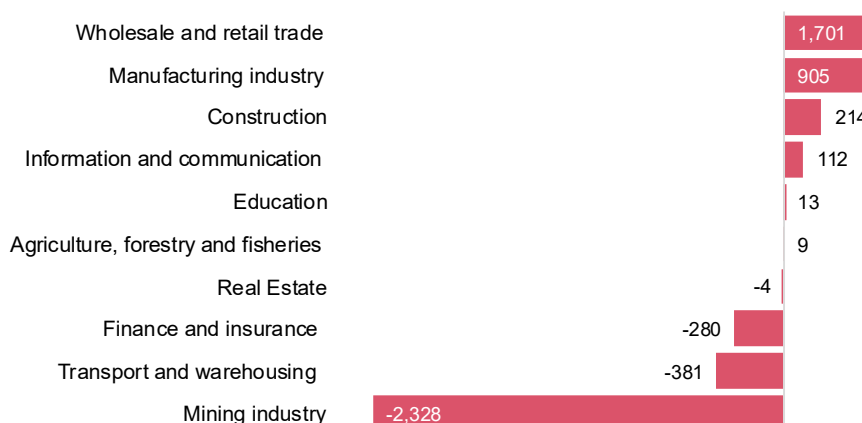 Wholesale and retail trade 1,701
Manufacturing industry 905
Construction 214
Information and communication 112
Education 13
Agriculture, forestry and fisheries 9
Real Estate -4
Finance and insurance -280
Transport and warehousing -381
Mining industry -2,328